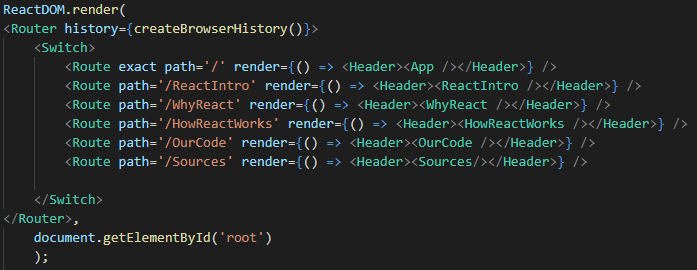 ReactDOM.render(
<Router history={createBrowserHistory()}>
    <Switch>
        <Route exact path='/' render={() => <Header><App /></Header>} />
        <Route path='/ReactIntro' render={() => <Header><ReactIntro /></Header>} />
        <Route path='/WhyReact' render={() => <Header><WhyReact /></Header>} />
        <Route path='/HowReactWorks' render={() => <Header><HowReactWorks /></Header>} />
        <Route path='/OurCode' render={() => <Header><OurCode /></Header>} />
        <Route path='/Sources' render={() => <Header><Sources/></Header>} />
    </Switch>
</Router>,
    document.getElementById('root')
    );